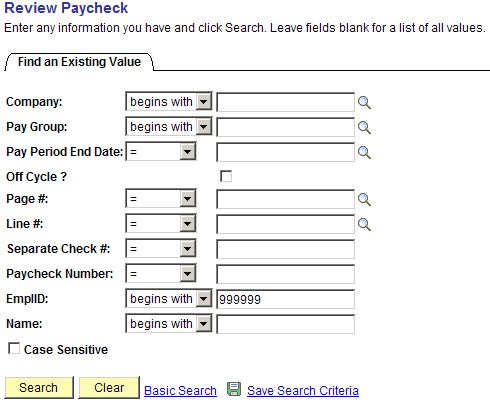 Review Paycheck
Enter any information you have and click Search. Leave fields blank for a list of all values.
Find an Existing Value
Company: begins with
Pay Group: begins with
Pay Period End Date: =
Off Cycle ?
Page #: =
Line #: =
Separate Check #: =
Paycheck Number: =
EmplID: begins with 999999
Name: begins with
Case Sensitive
Search Clear Basic Search Save Search Criteria